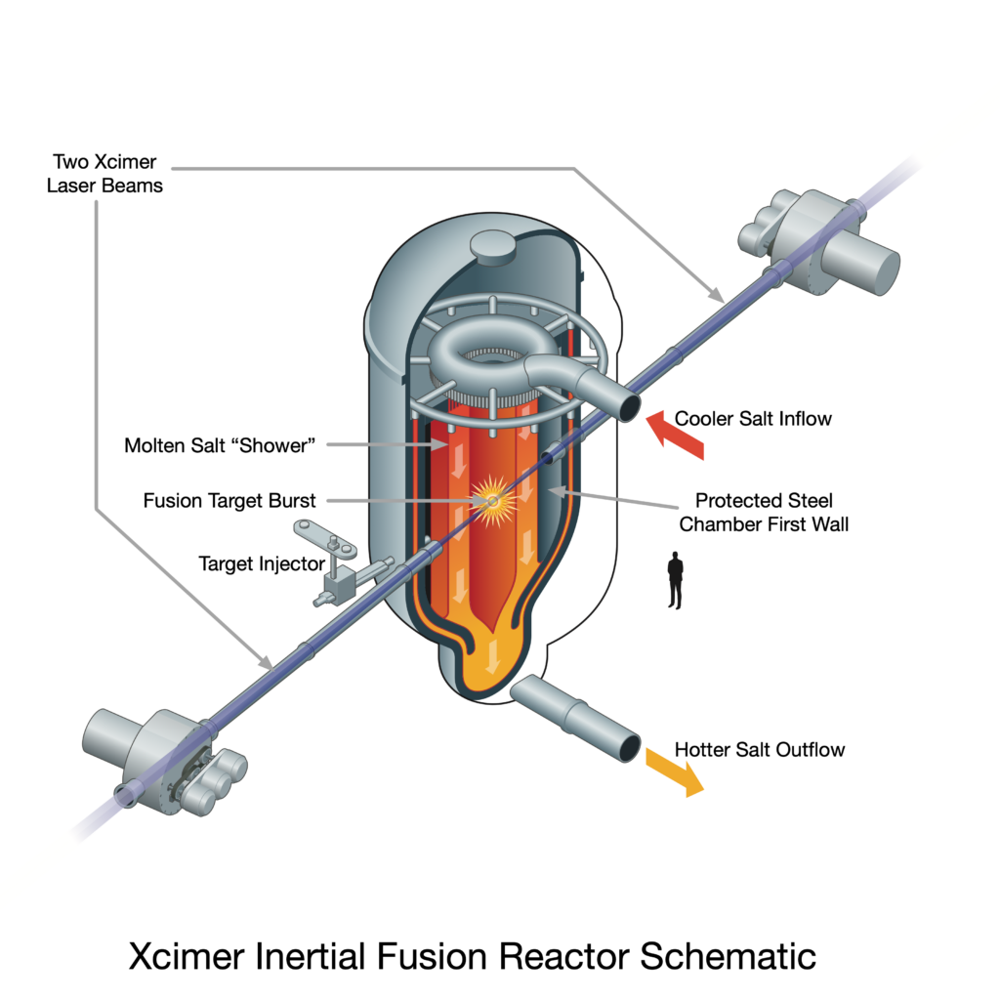 Two Xcimer
Laser Beams
Cooler Salt Inflow
Molten Salt “Shower”
Fusion Target Burst
Protected Steel
Chamber First Wall
Target Injector
Hotter Salt Outflow
Xcimer Inertial Fusion Reactor Schematic